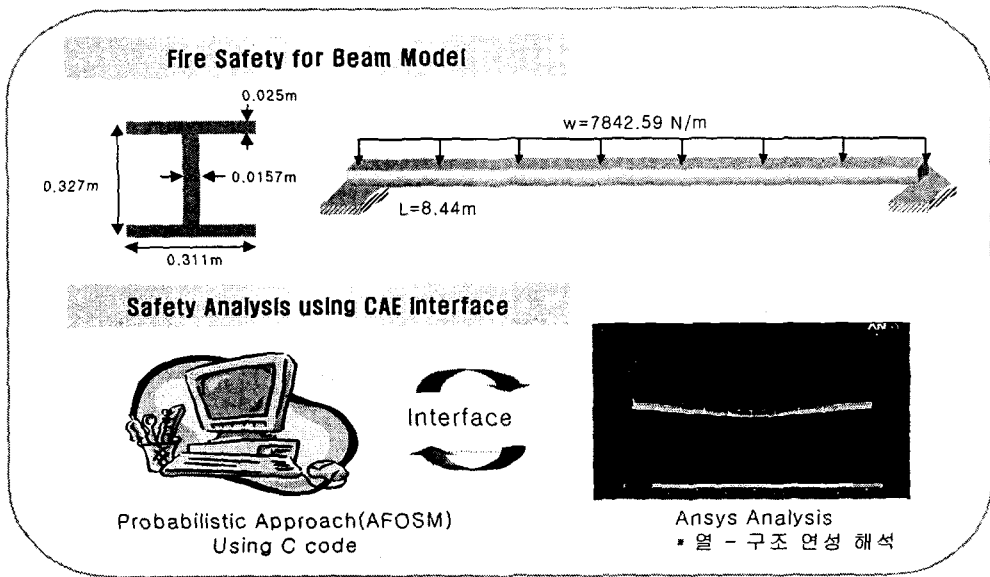 Fire Safety for Beam Model
0.025m
w=7842.59 N/m
0.327m
0.0157m
L=8.44m
0.311m
Safety Analysis using CAE Interface
AN
Interface
Probabilistic Approach(AFOSM)
Using C code
Ansys Analysis
▪ 열 - 구조 연성 해석